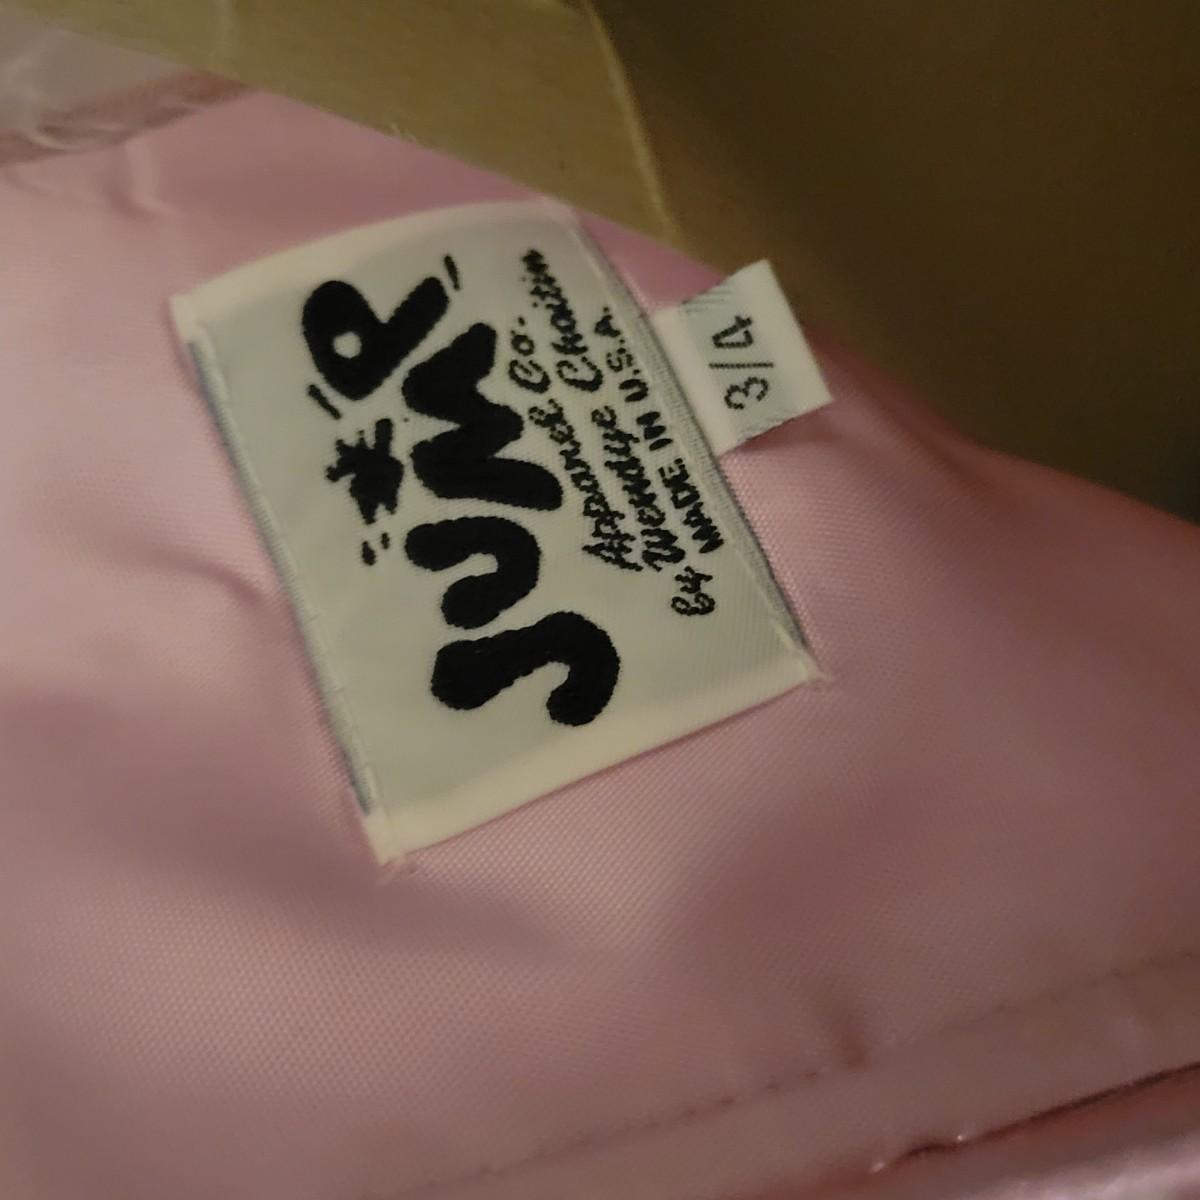 JUMP
Apparel Co.
by Wendye Chaitin
MADE IN U.S.A.
3/4